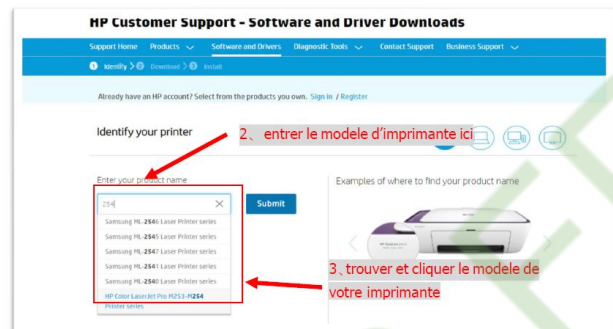 HP Customer Support - Software and Driver Downloads
Support Home Products Software and Drivers Diagnostic Tools Contact Support Business Support
1 Identify > 2 Download > 3 Install
Already have an HP account? Select from the products you own. Sign in / Register
Identify your printer
2、entrer le modele d'imprimante ici
Enter your product name
Examples of where to find your product name
254
Submit
Samsung ML-2546 Laser Printer series
Samsung ML-2545 Laser Printer series
Samsung ML-2547 Laser Printer series
Samsung ML-2541 Laser Printer series
Samsung ML-2540 Laser Printer series
HP Color LaserJet Pro M253-M254
Printer series
3、trouver et cliquer le modele de
votre imprimante